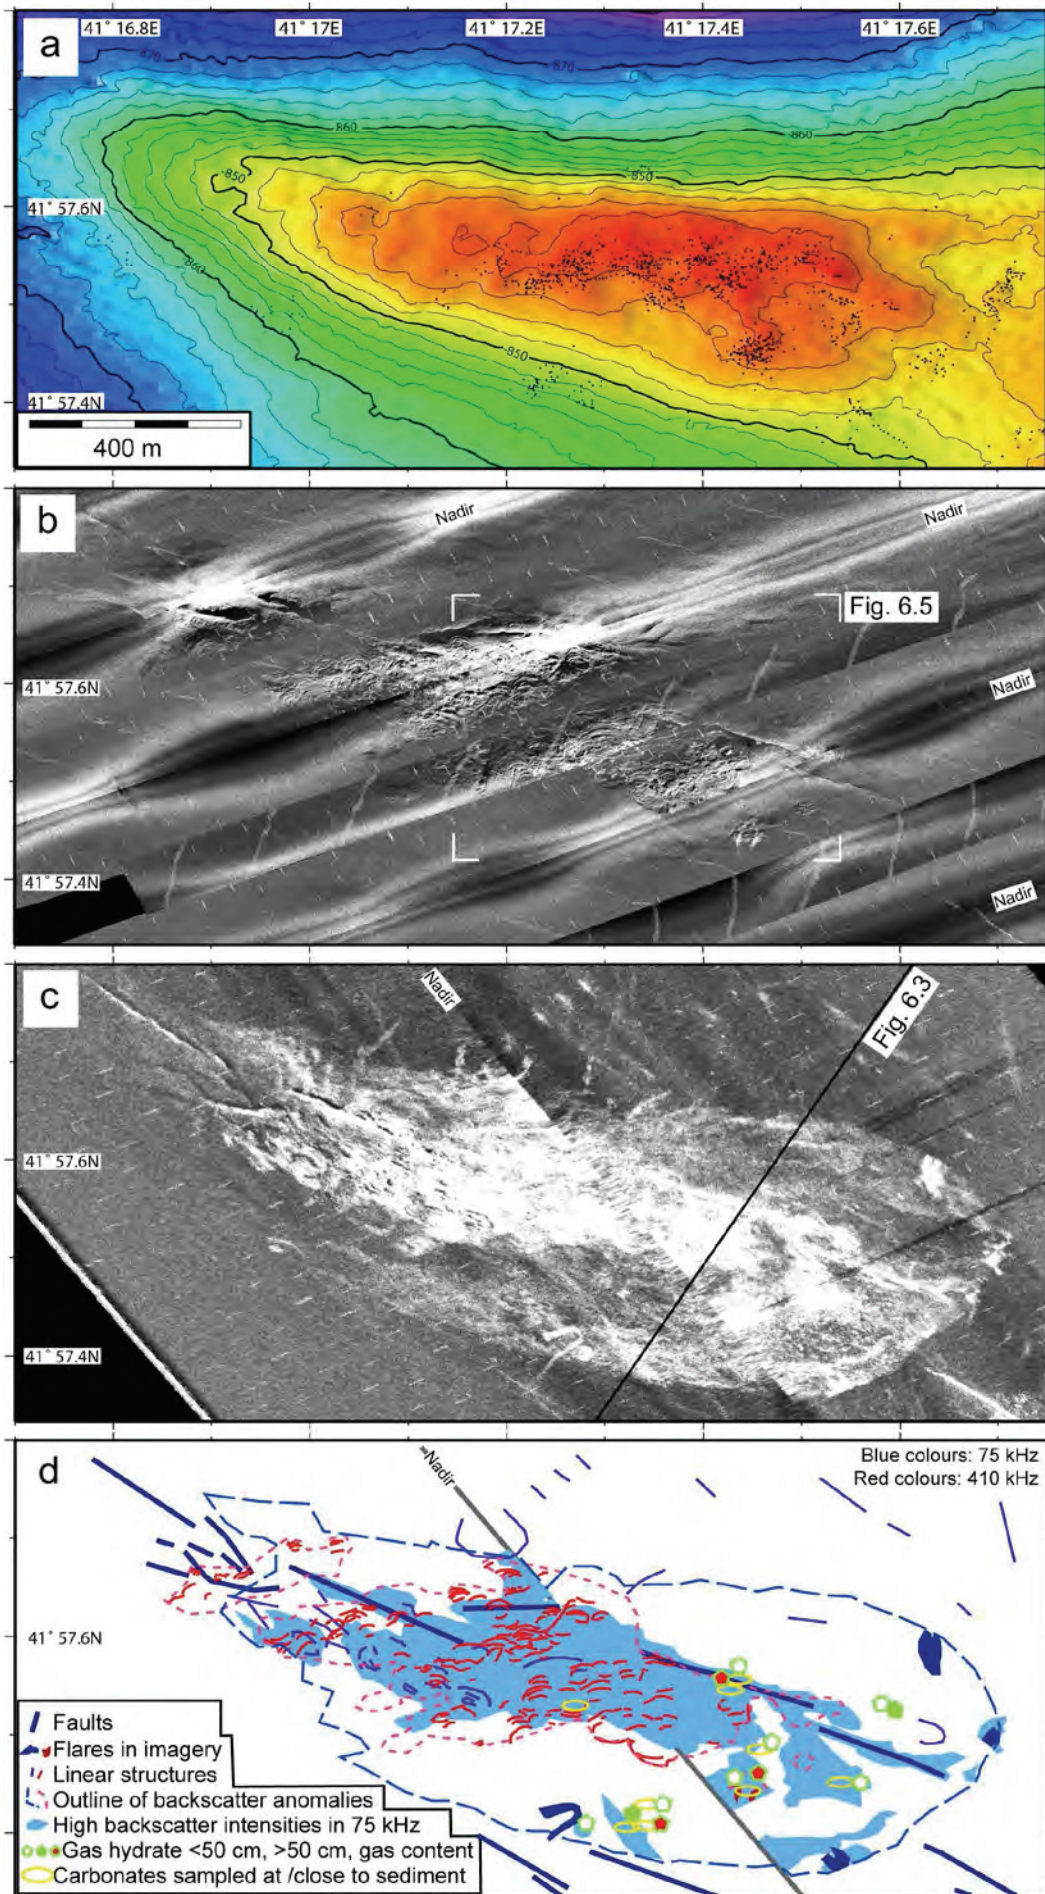 a
41° 16.8E
41° 17E
41° 17.2E
41° 17.4E
41° 17.6E
870
870
860
860
-850
-850
860
-850
41° 57.6N
41° 57.4N
400 m
b
Nadir
Nadir
Fig. 6.5
41° 57.6N
Nadir
41° 57.4N
Nadir
c
Nadir
Fig. 6.3
41° 57.6N
41° 57.4N
d
Nadir
Blue colours: 75 kHz
Red colours: 410 kHz
41° 57.6N
Faults
Flares in imagery
Linear structures
Outline of backscatter anomalies
High backscatter intensities in 75 kHz
Gas hydrate <50 cm, >50 cm, gas content
Carbonates sampled at /close to sediment